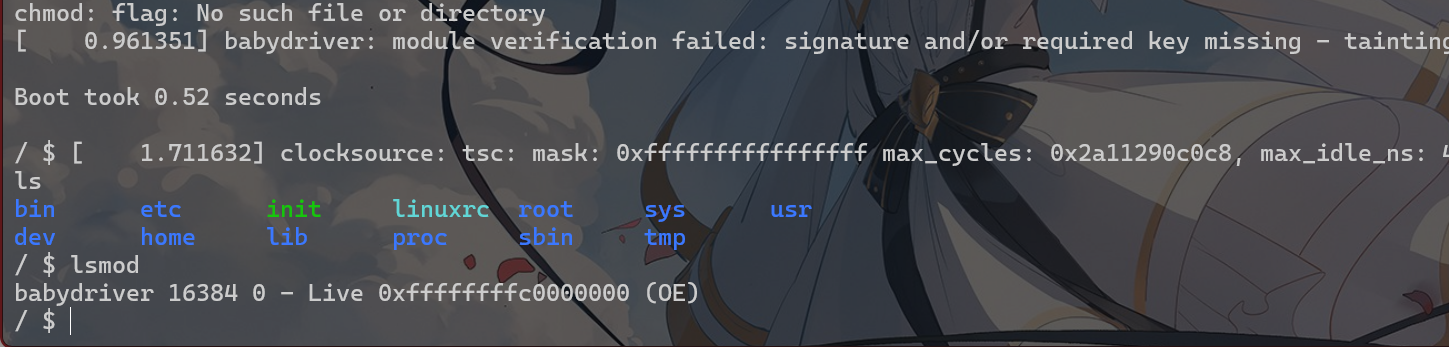 chmod: flag: No such file or directory
[    0.961351] babydriver: module verification failed: signature and/or required key missing - tainting
Boot took 0.52 seconds
/ $ [    1.711632] clocksource: tsc: mask: 0xffffffffffffffff max_cycles: 0x2a11290c0c8, max_idle_ns: 4
ls
bin      etc      init     linuxrc  root     sys      usr
dev      home     lib      proc     sbin     tmp
/ $ lsmod
babydriver 16384 0 - Live 0xffffffffc0000000 (OE)
/ $